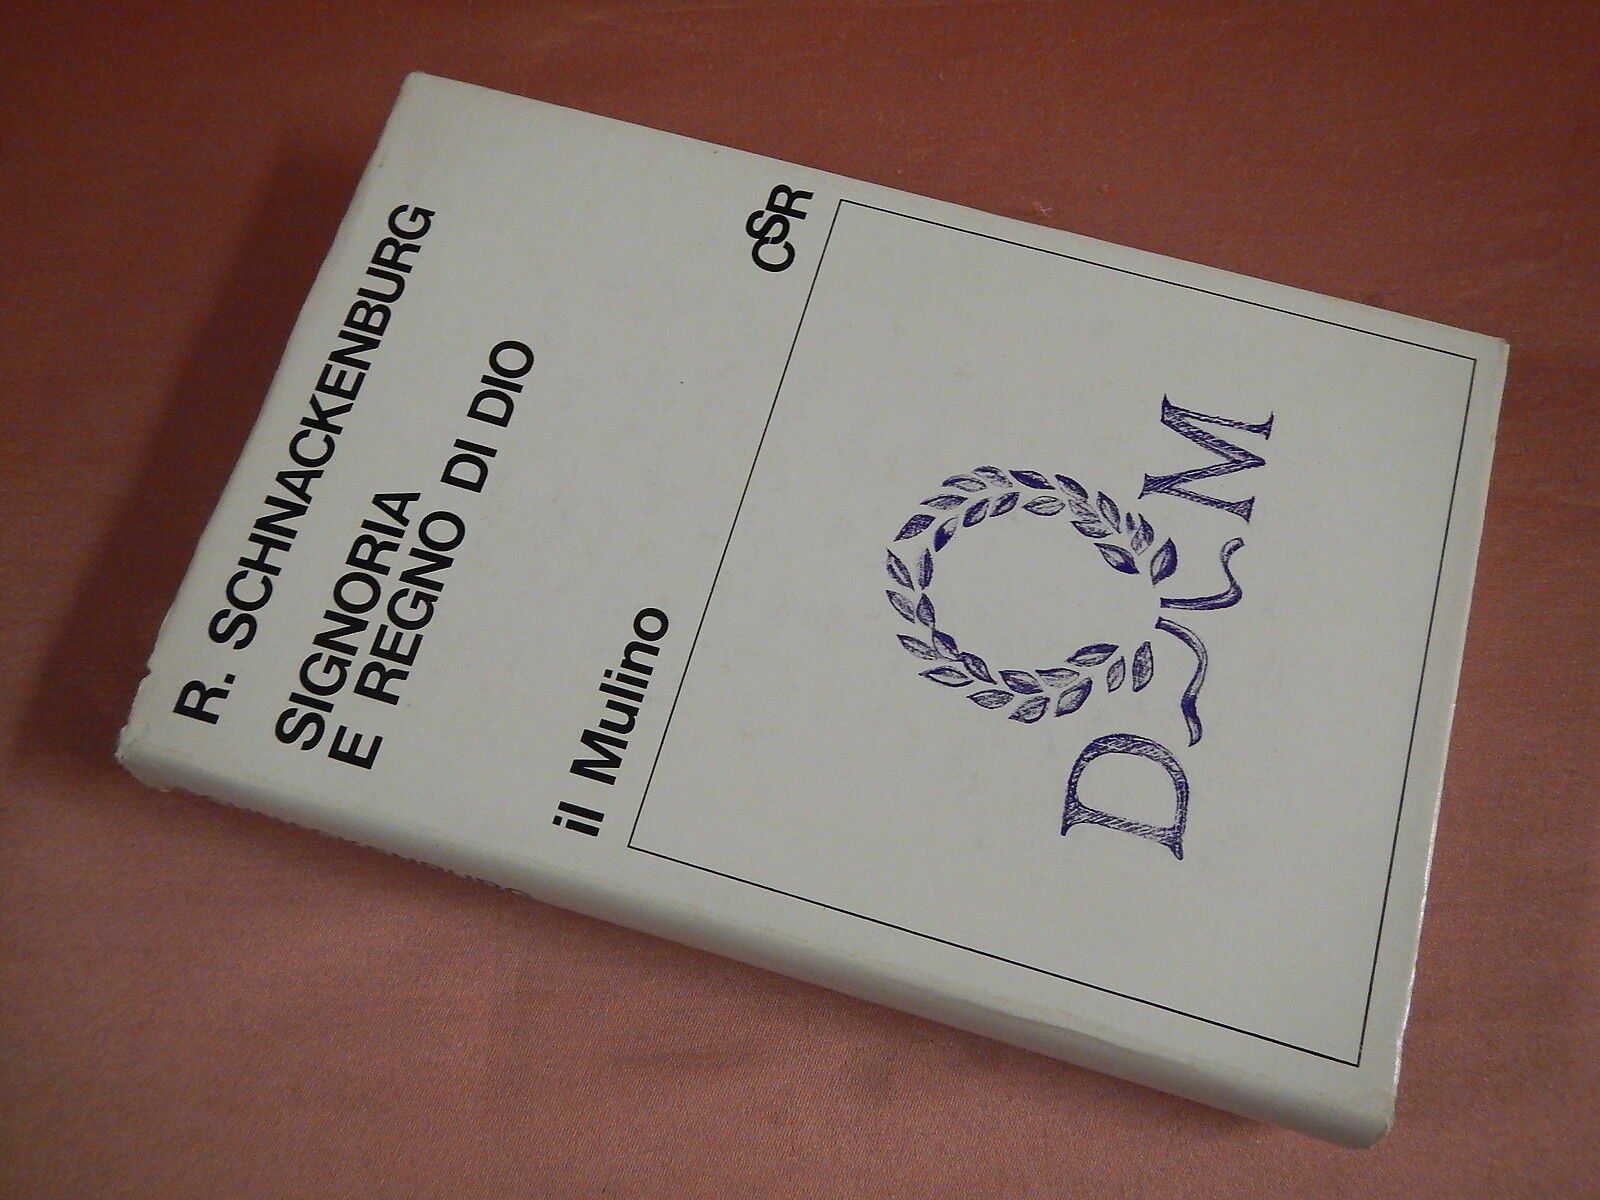 R. SCHNACKENBURG
SIGNORIA
E REGNO DI DIO
il Mulino
CSR
D M